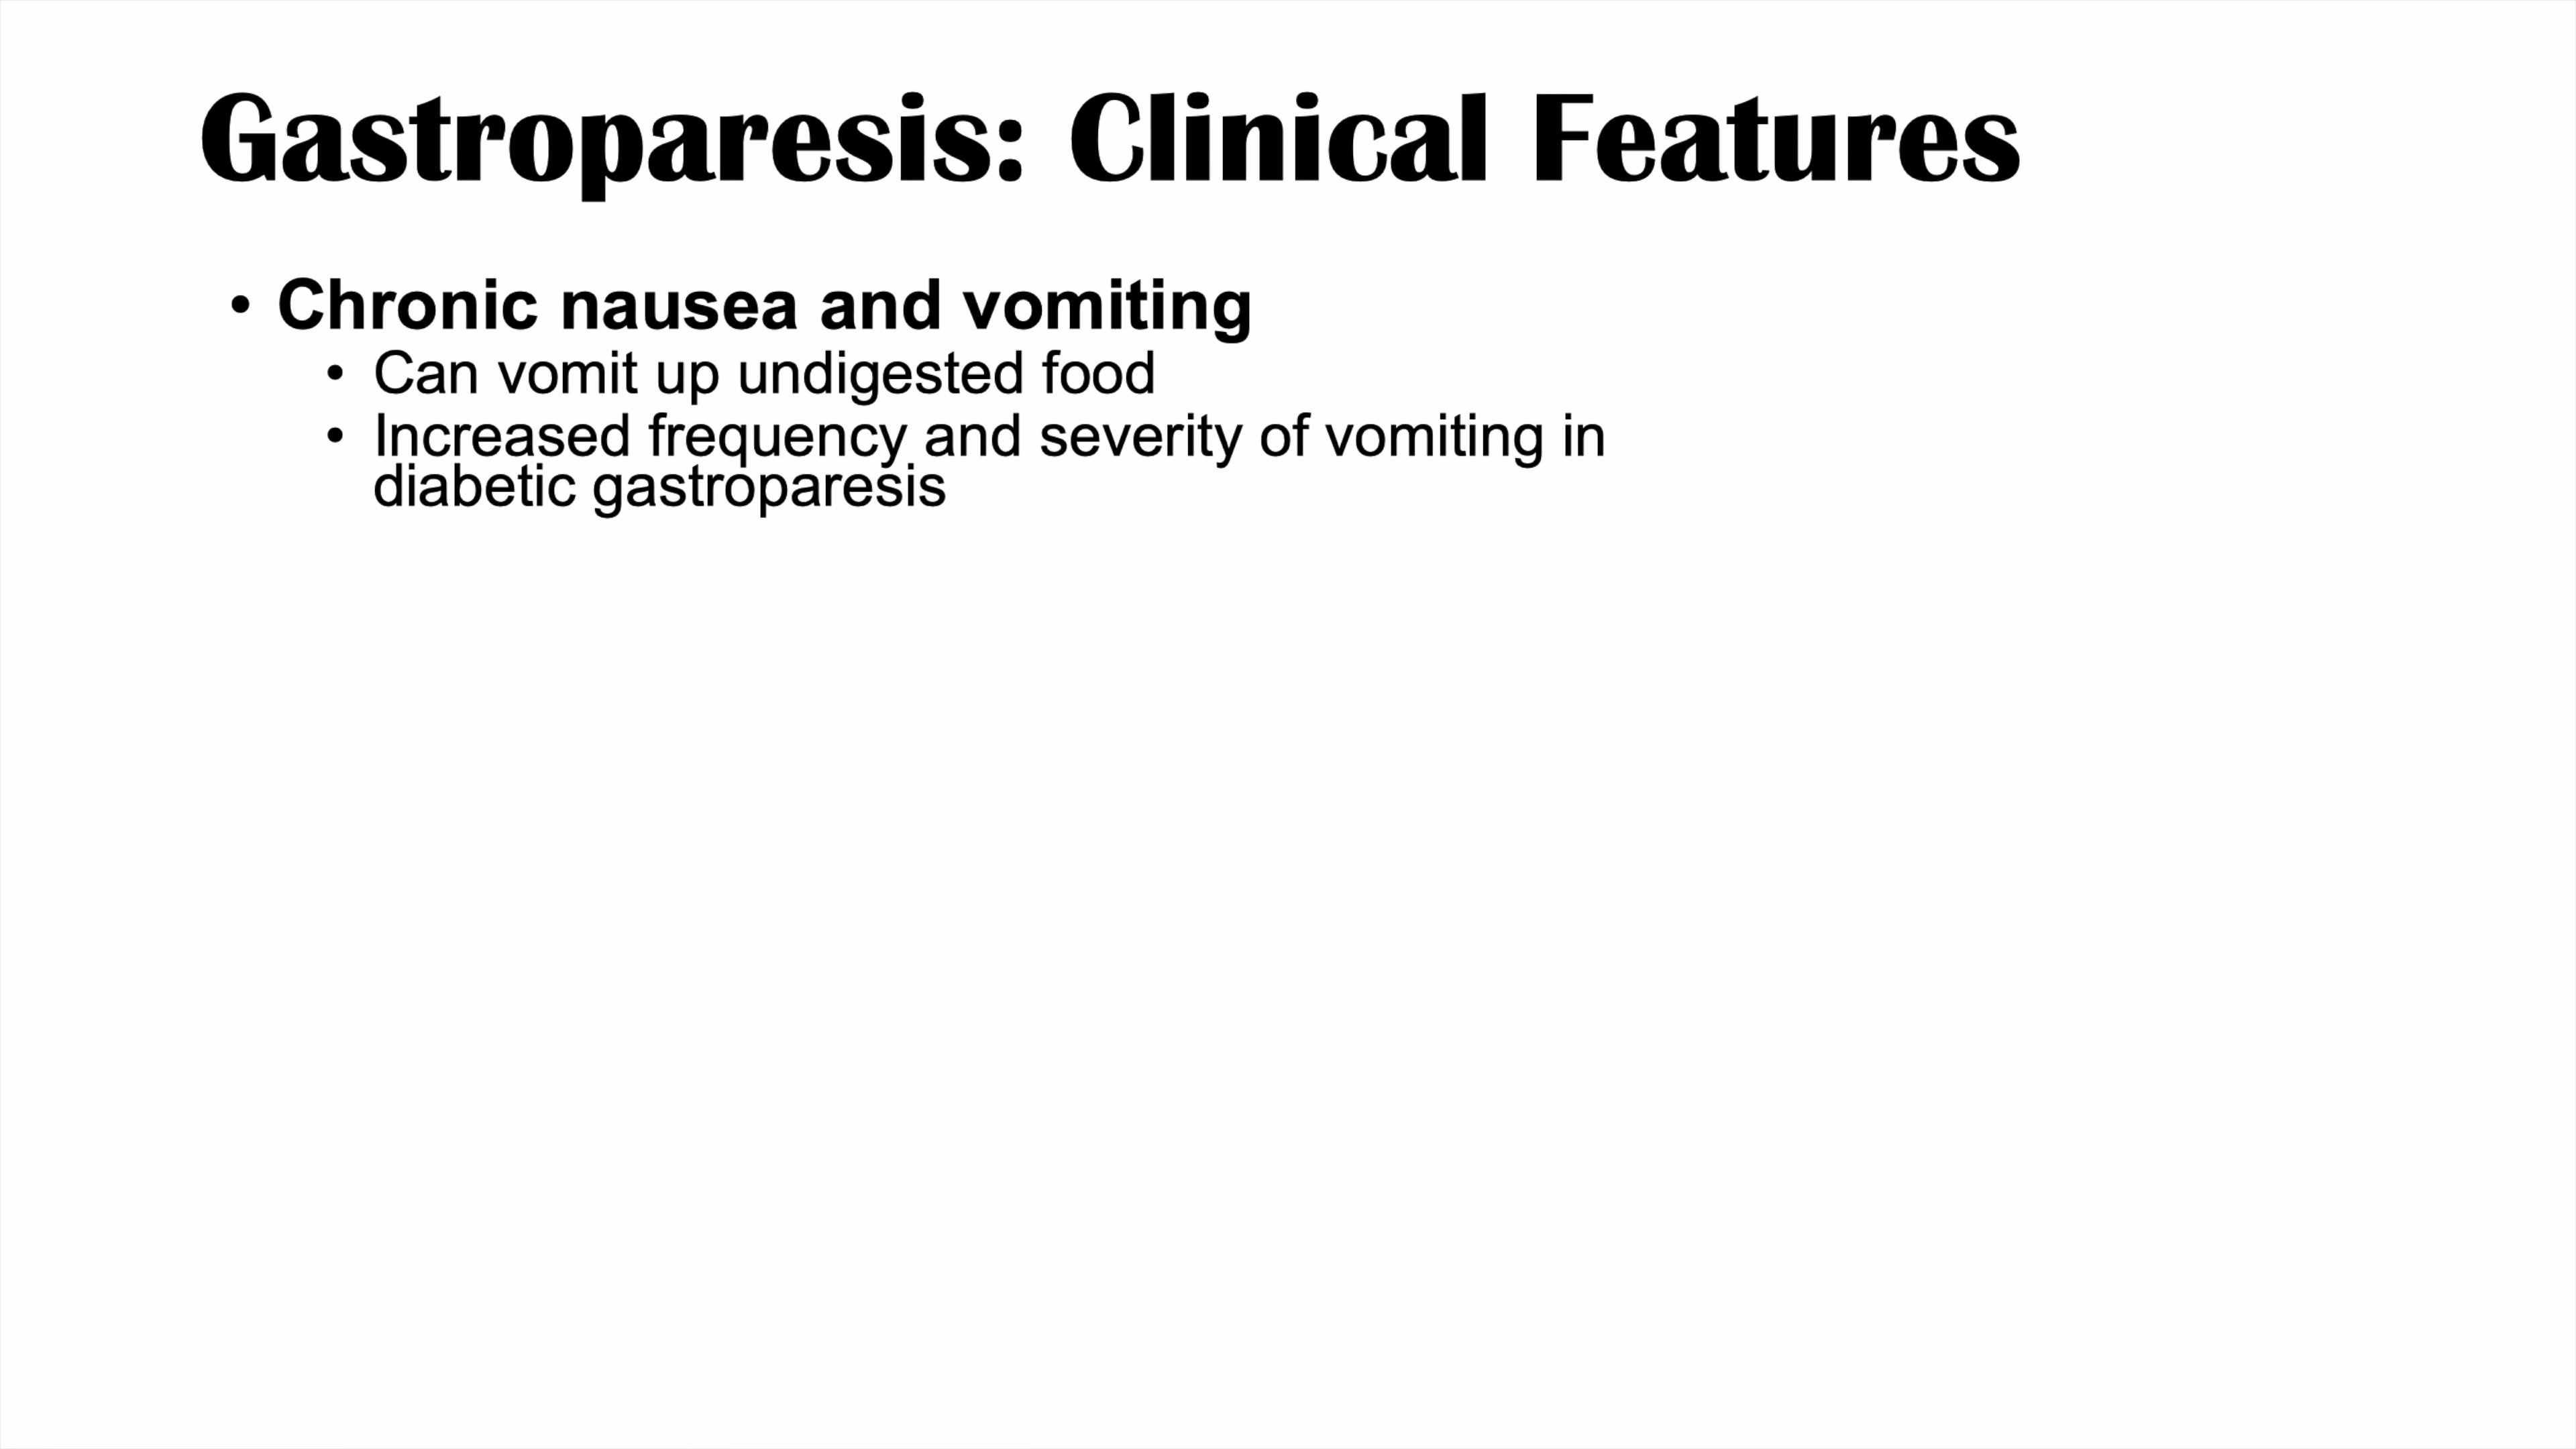 Gastroparesis: Clinical Features
• Chronic nausea and vomiting
• Can vomit up undigested food
• Increased frequency and severity of vomiting in
diabetic gastroparesis